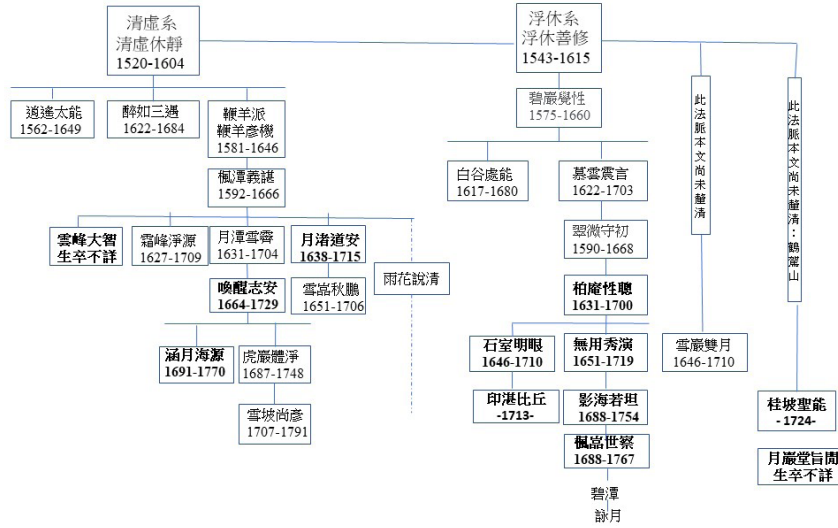 清虛系
清虛休靜
1520-1604
浮休系
浮休善修
1543-1615
逍遙太能
1562-1649
醉如三遇
1622-1684
鞭羊派
鞭羊彥機
1581-1646
碧巖覺性
1575-1660
此法脈本文尚未釐清
此法脈本文尚未釐清：鶴駕山
楓潭義諶
1592-1666
白谷處能
1617-1680
慕雲震言
1622-1703
雲峰大智
生卒不詳
霜峰淨源
1627-1709
月潭雪霽
1631-1704
月渚道安
1638-1715
翠微守初
1590-1668
雨花說清
喚醒志安
1664-1729
雪嵓秋鵬
1651-1706
柏庵性聰
1631-1700
涵月海源
1691-1770
虎巖體淨
1687-1748
石室明眼
1646-1710
無用秀演
1651-1719
雪巖雙月
1646-1710
雪坡尚彥
1707-1791
印湛比丘
-1713-
影海若坦
1688-1754
桂坡聖能
- 1724-
楓嵓世察
1688-1767
月巖堂旨閒
生卒不詳
碧潭
詠月